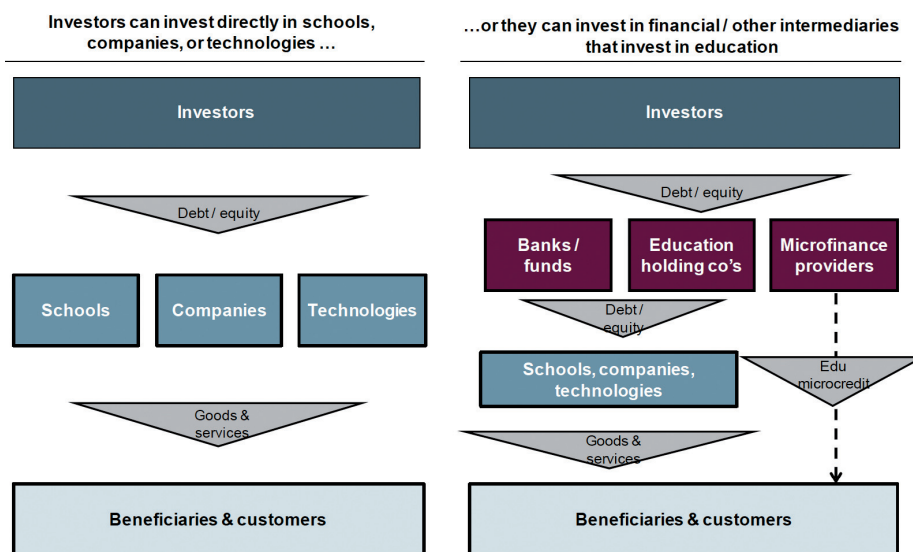 Investors can invest directly in schools,
companies, or technologies …
Investors
Debt / equity
Schools
Companies
Technologies
Goods &
services
Beneficiaries & customers
…or they can invest in financial / other intermediaries
that invest in education
Investors
Debt / equity
Banks /
funds
Education
holding co's
Microfinance
providers
Debt /
equity
Schools, companies,
technologies
Edu
microcredit
Goods &
services
Beneficiaries & customers